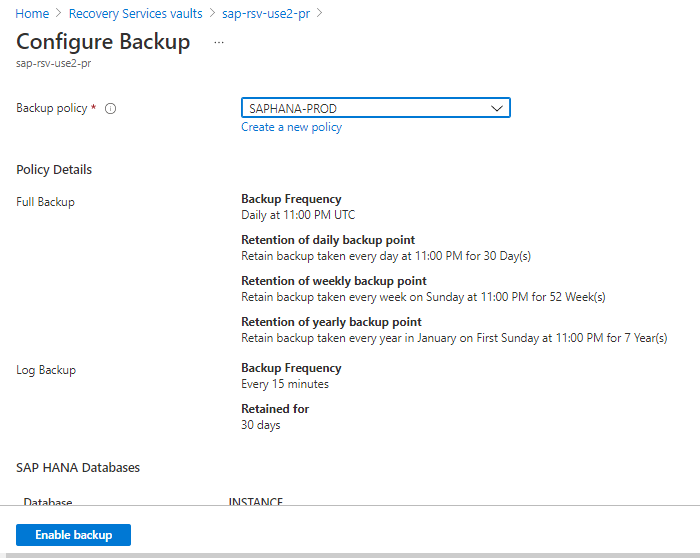 Home > Recovery Services vaults > sap-rsv-use2-pr >
Configure Backup ...
sap-rsv-use2-pr
Backup policy * SAPHANA-PROD
Create a new policy
Policy Details
Full Backup
Backup Frequency
Daily at 11:00 PM UTC
Retention of daily backup point
Retain backup taken every day at 11:00 PM for 30 Day(s)
Retention of weekly backup point
Retain backup taken every week on Sunday at 11:00 PM for 52 Week(s)
Retention of yearly backup point
Retain backup taken every year in January on First Sunday at 11:00 PM for 7 Year(s)
Log Backup
Backup Frequency
Every 15 minutes
Retained for
30 days
SAP HANA Databases
Database INSTANCE
Enable backup